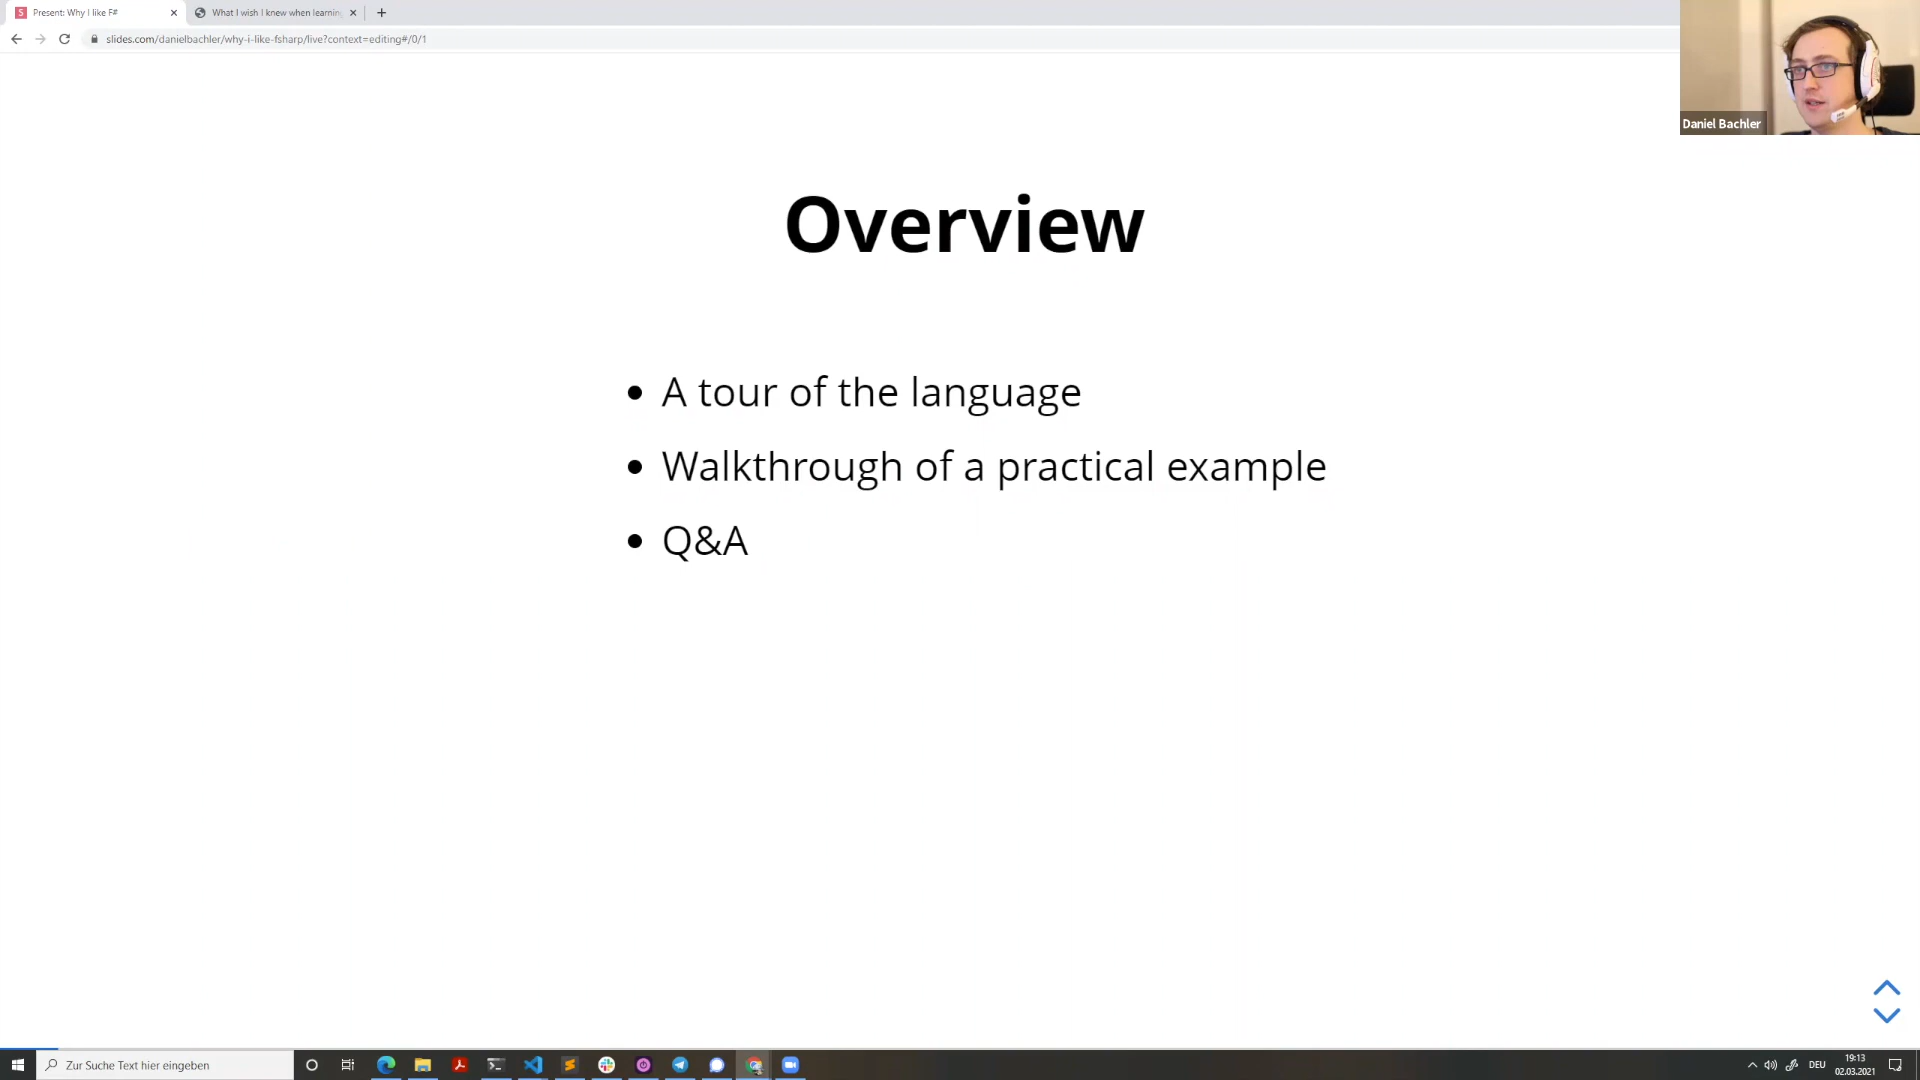 Present: Why I like F#
What I wish I knew when learnin
slides.com/danielbachler/why-i-like-fsharp/live?context=editing#/0/1
Daniel Bachler
Overview
A tour of the language
Walkthrough of a practical example
Q&A
Zur Suche Text hier eingeben
DEU
19:13
02.03.2021